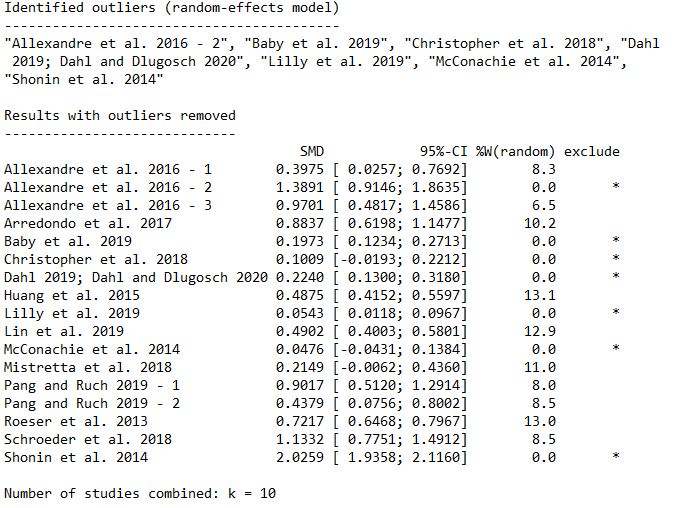 Identified outliers (random-effects model)
------------------------------------------
"Allexandre et al. 2016 - 2", "Baby et al. 2019", "Christopher et al. 2018", "Dahl
 2019; Dahl and Dlugosch 2020", "Lilly et al. 2019", "McConachie et al. 2014",
"Shonin et al. 2014"

Results with outliers removed
-----------------------------
                                     SMD            95%-CI %W(random) exclude
Allexandre et al. 2016 - 1        0.3975 [ 0.0257; 0.7692]        8.3
Allexandre et al. 2016 - 2        1.3891 [ 0.9146; 1.8635]        0.0       *
Allexandre et al. 2016 - 3        0.9701 [ 0.4817; 1.4586]        6.5
Arredondo et al. 2017             0.8837 [ 0.6198; 1.1477]       10.2
Baby et al. 2019                  0.1973 [ 0.1234; 0.2713]        0.0       *
Christopher et al. 2018           0.1009 [-0.0193; 0.2212]        0.0       *
Dahl 2019; Dahl and Dlugosch 2020 0.2240 [ 0.1300; 0.3180]        0.0       *
Huang et al. 2015                 0.4875 [ 0.4152; 0.5597]       13.1
Lilly et al. 2019                 0.0543 [ 0.0118; 0.0967]        0.0       *
Lin et al. 2019                   0.4902 [ 0.4003; 0.5801]       12.9
McConachie et al. 2014            0.0476 [-0.0431; 0.1384]        0.0       *
Mistretta et al. 2018             0.2149 [-0.0062; 0.4360]       11.0
Pang and Ruch 2019 - 1            0.9017 [ 0.5120; 1.2914]        8.0
Pang and Ruch 2019 - 2            0.4379 [ 0.0756; 0.8002]        8.5
Roeser et al. 2013                0.7217 [ 0.6468; 0.7967]       13.0
Schroeder et al. 2018             1.1332 [ 0.7751; 1.4912]        8.5
Shonin et al. 2014                2.0259 [ 1.9358; 2.1160]        0.0       *

Number of studies combined: k = 10